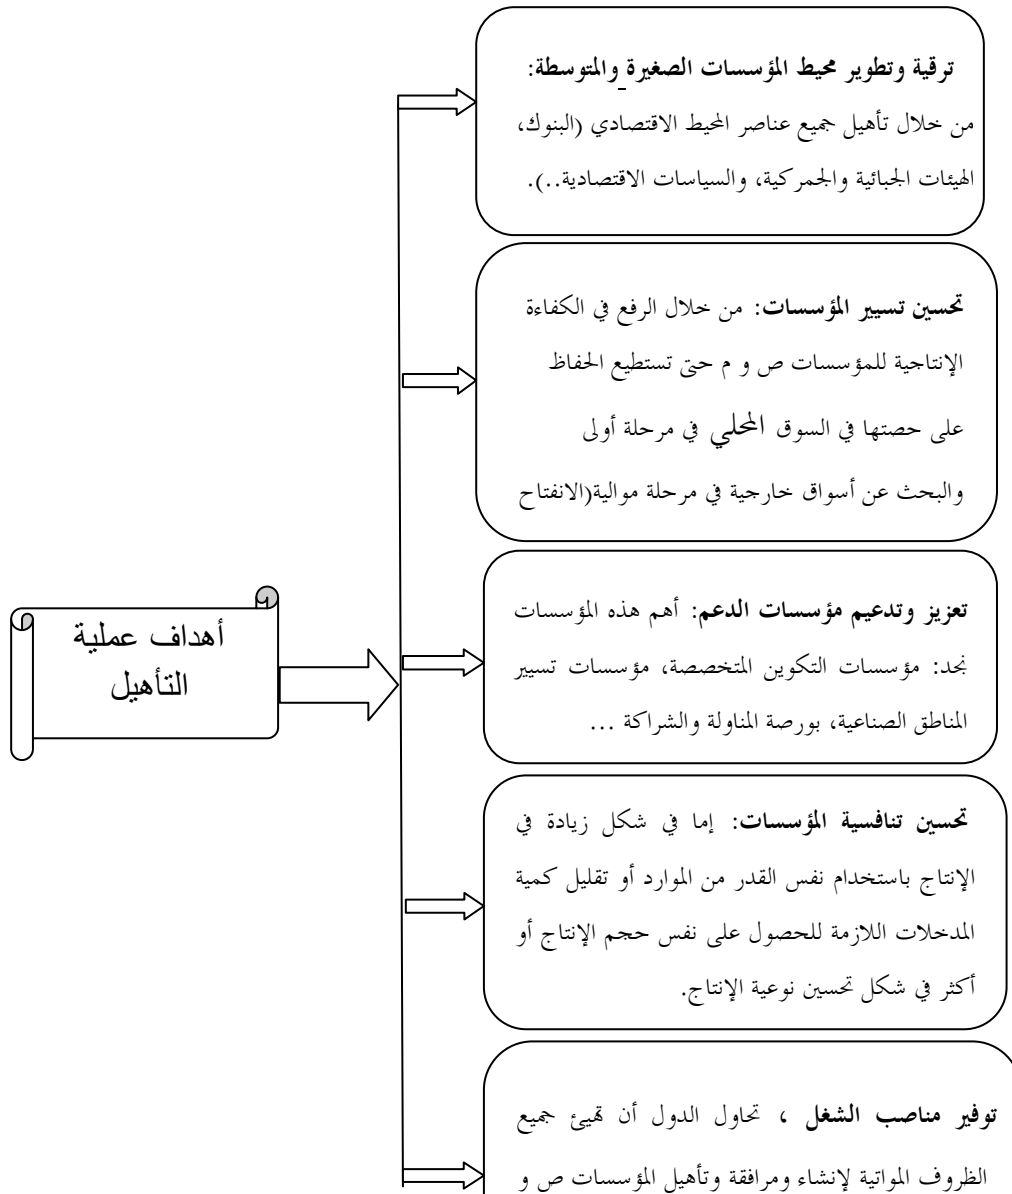 ترقية وتطوير محيط المؤسسات الصغيرة والمتوسطة:
من خلال تأهيل جميع عناصر المحيط الاقتصادي (البنوك،
الهيئات الجبائية والجمركية، والسياسات الاقتصادية..).
تحسين تسيير المؤسسات: من خلال الرفع في الكفاءة
الإنتاجية للمؤسسات ص و م حتى تستطيع الحفاظ
على حصتها في السوق المحلي في مرحلة أولى
والبحث عن أسواق خارجية في مرحلة موالية(الانفتاح
أهداف عملية
التأهيل
تعزيز وتدعيم مؤسسات الدعم: أهم هذه المؤسسات
نجد: مؤسسات التكوين المتخصصة، مؤسسات تسيير
المناطق الصناعية، بورصة المناولة والشراكة ...
تحسين تنافسية المؤسسات: إما في شكل زيادة في
الإنتاج باستخدام نفس القدر من الموارد أو تقليل كمية
المدخلات اللازمة للحصول على نفس حجم الإنتاج أو
أكثر في شكل تحسين نوعية الإنتاج.
توفير مناصب الشغل ، تحاول الدول أن تهيئ جميع
الظروف المواتية لإنشاء ومرافقة وتأهيل المؤسسات ص و